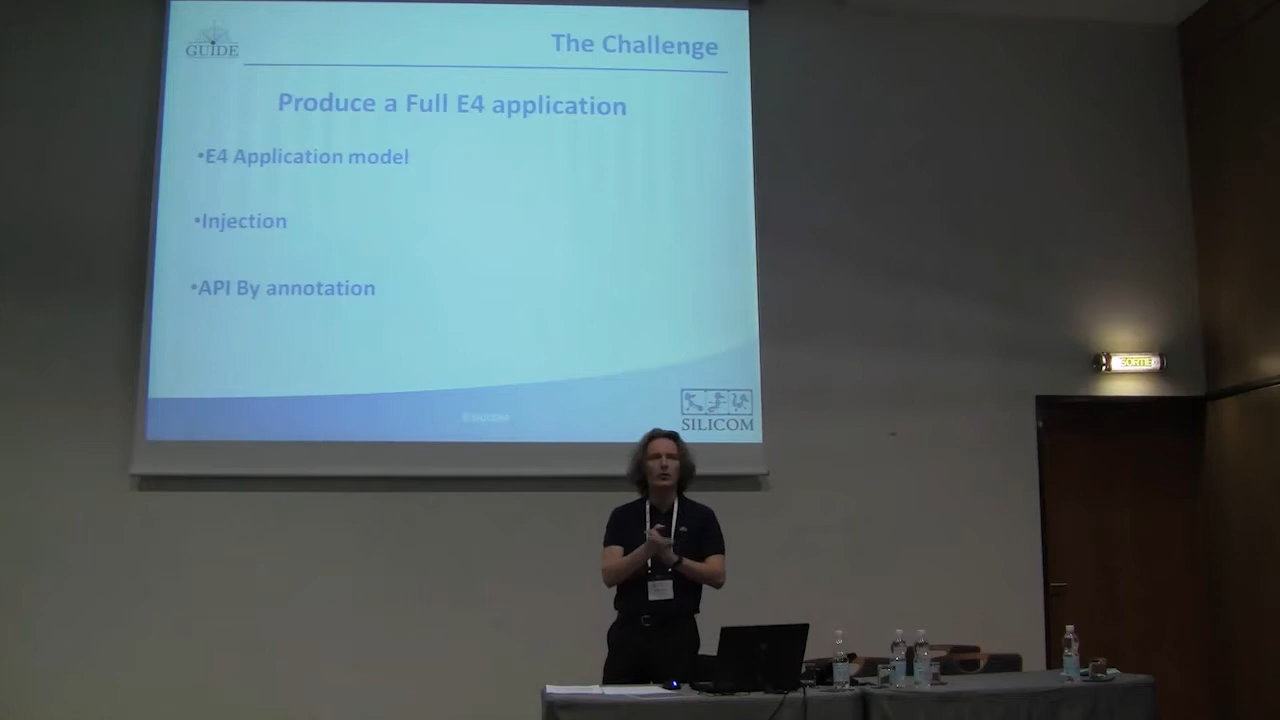 GUIDE
The Challenge
Produce a Full E4 application
•E4 Application model
•Injection
•API By annotation
SILICOM
SORTIE